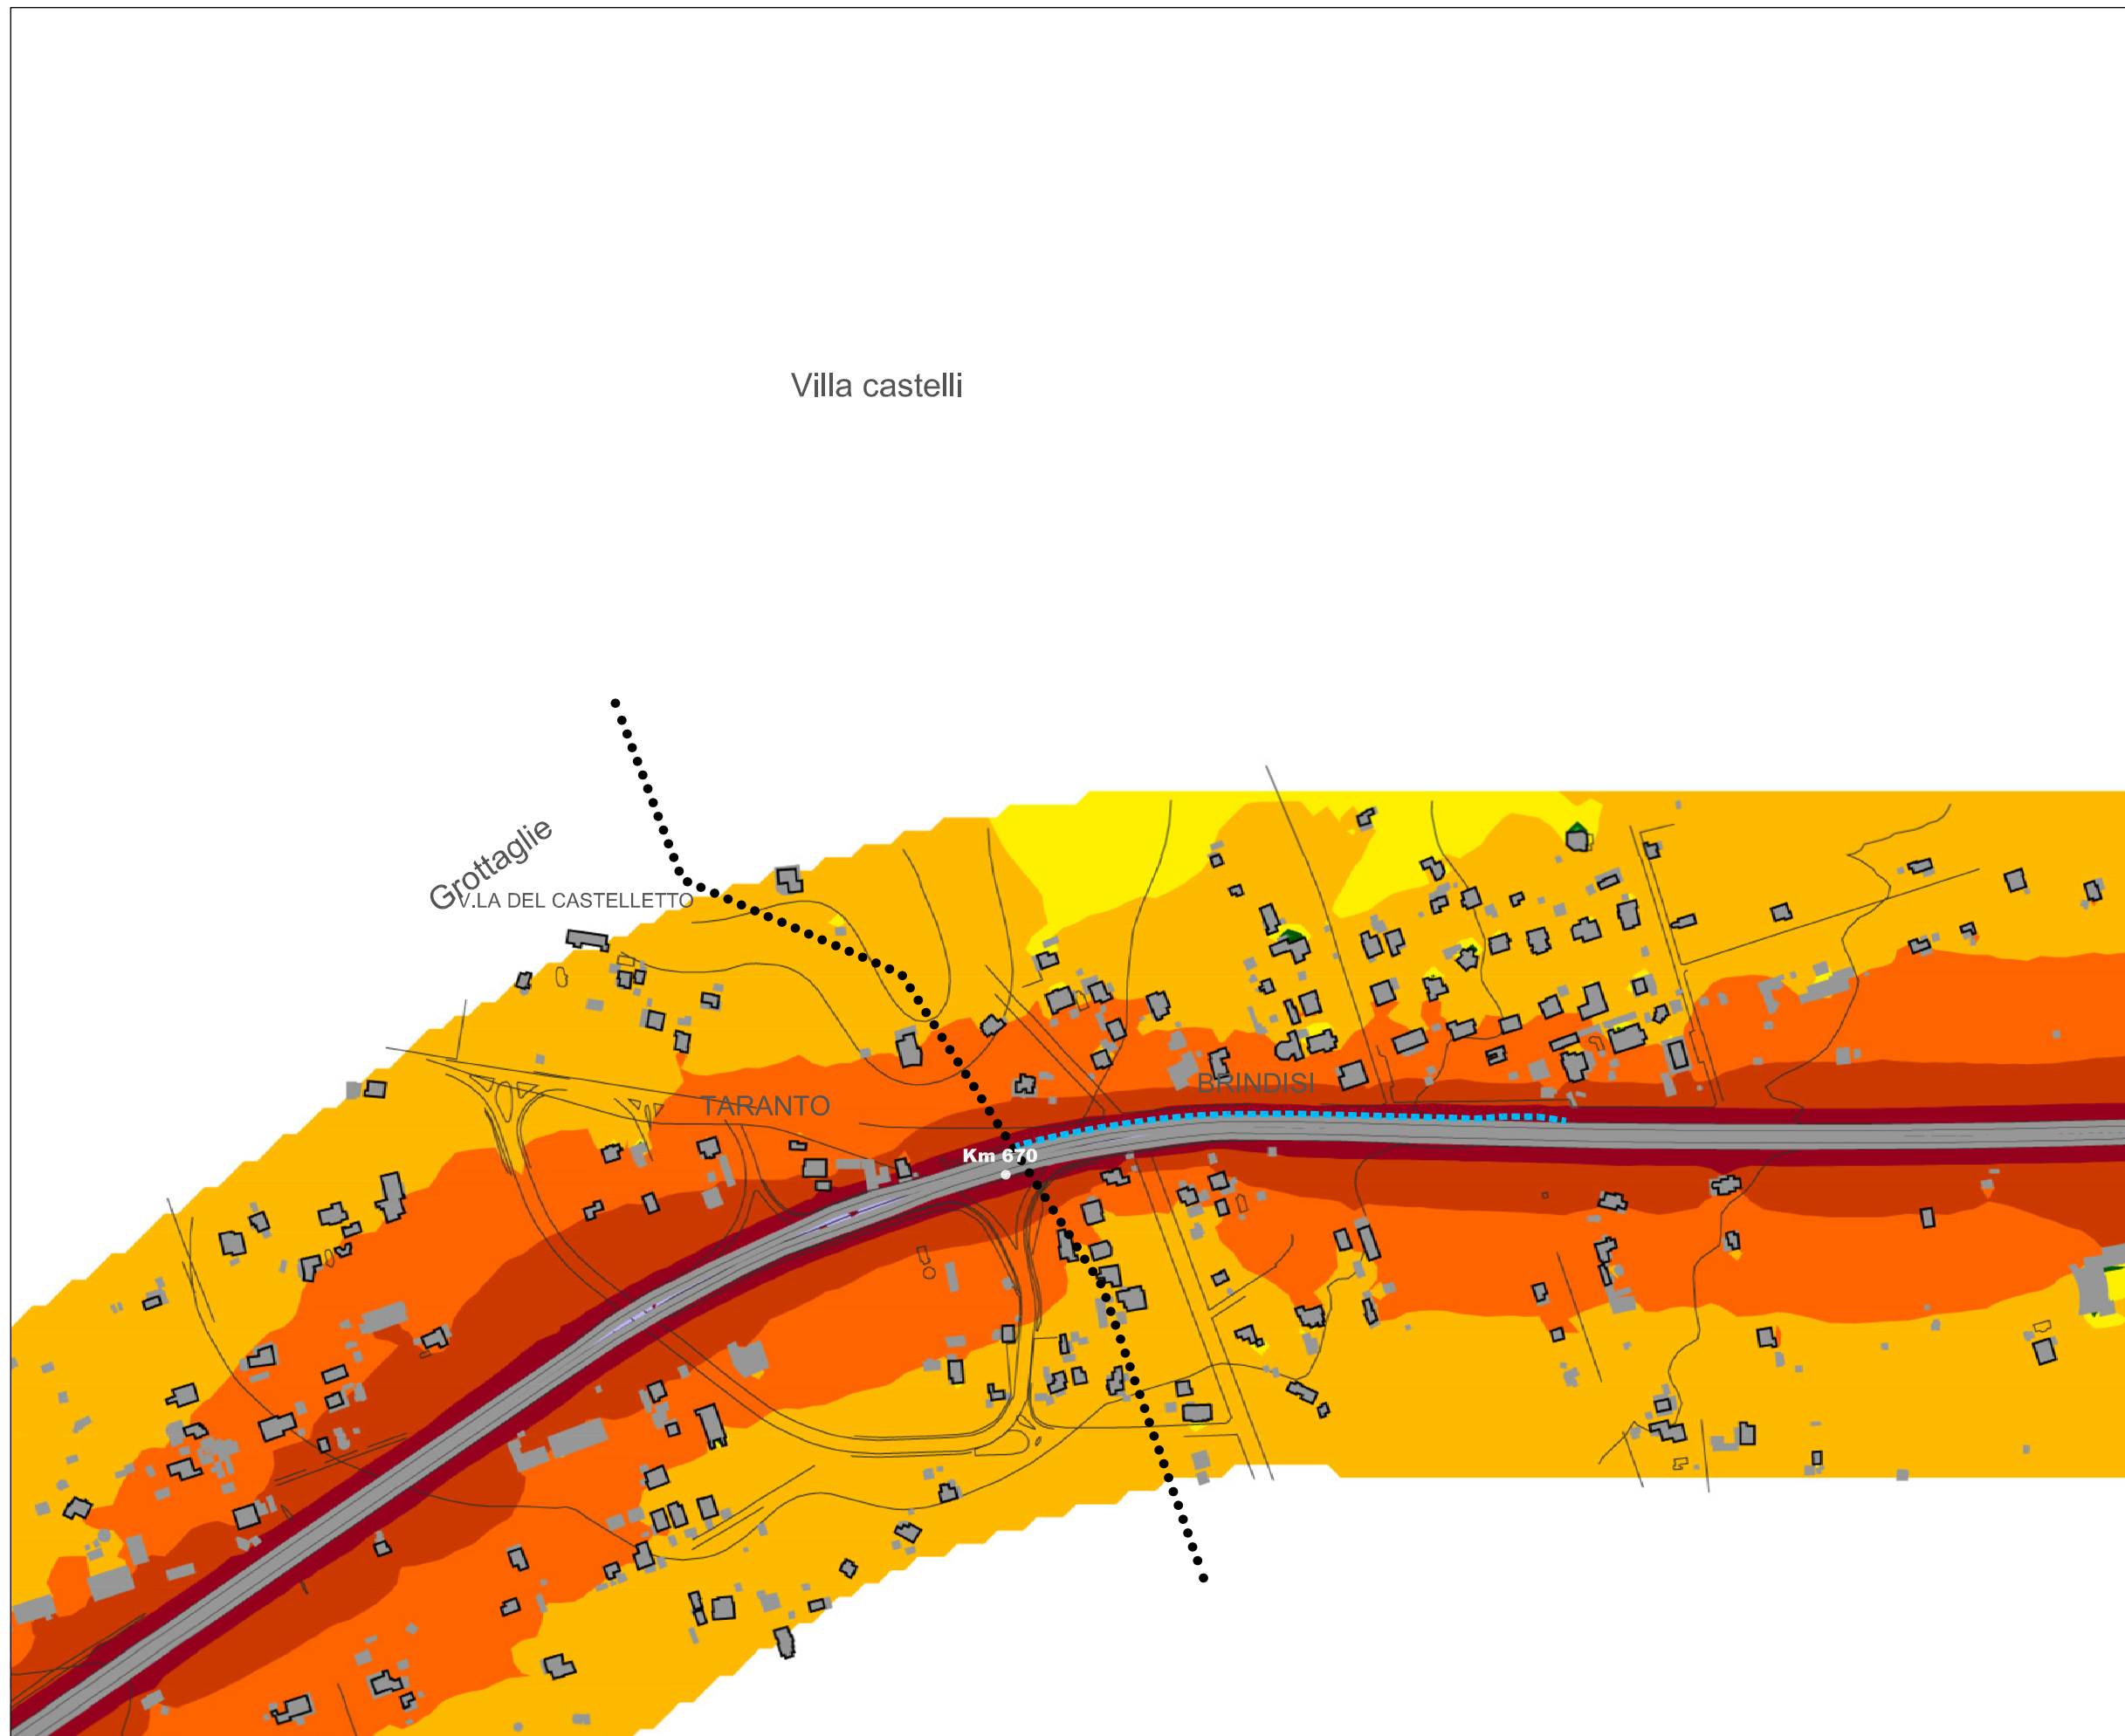 Villa castelli
Grottaglie
V.LA DEL CASTELLETTO
BRINDISI
TARANTO
Km 670